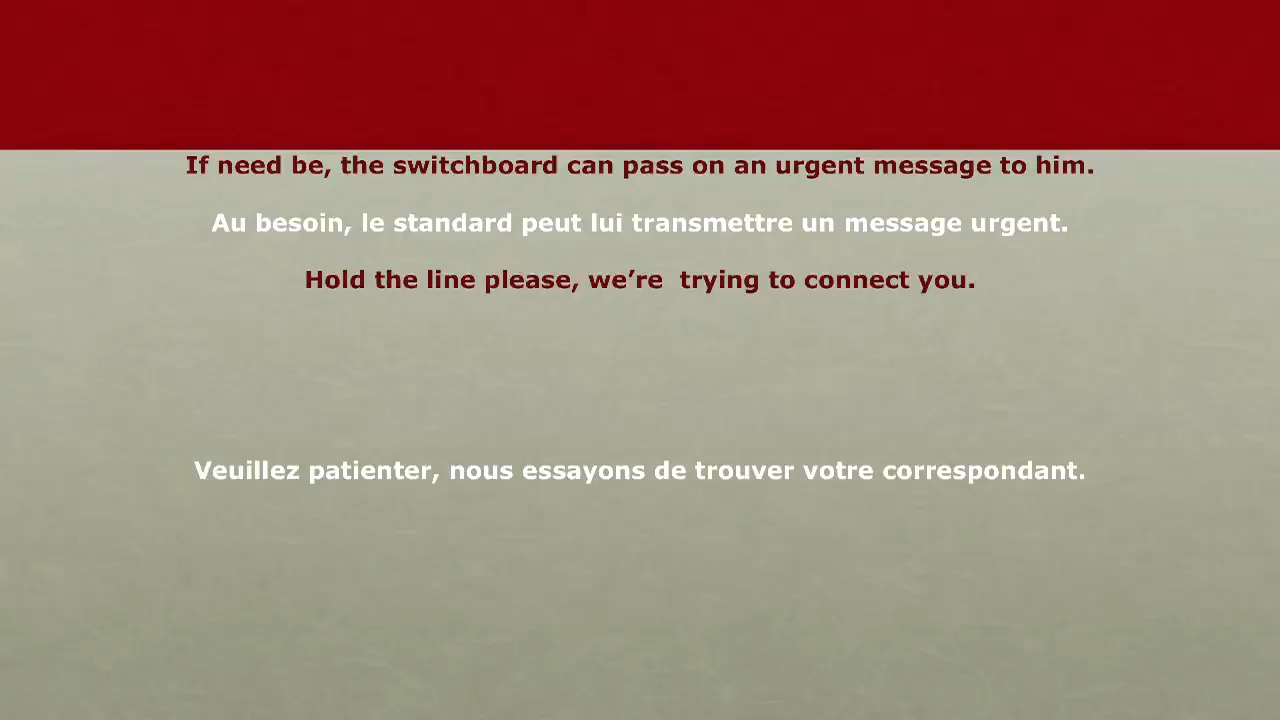 If need be, the switchboard can pass on an urgent message to him.
Au besoin, le standard peut lui transmettre un message urgent.
Hold the line please, we’re  trying to connect you.
Veuillez patienter, nous essayons de trouver votre correspondant.